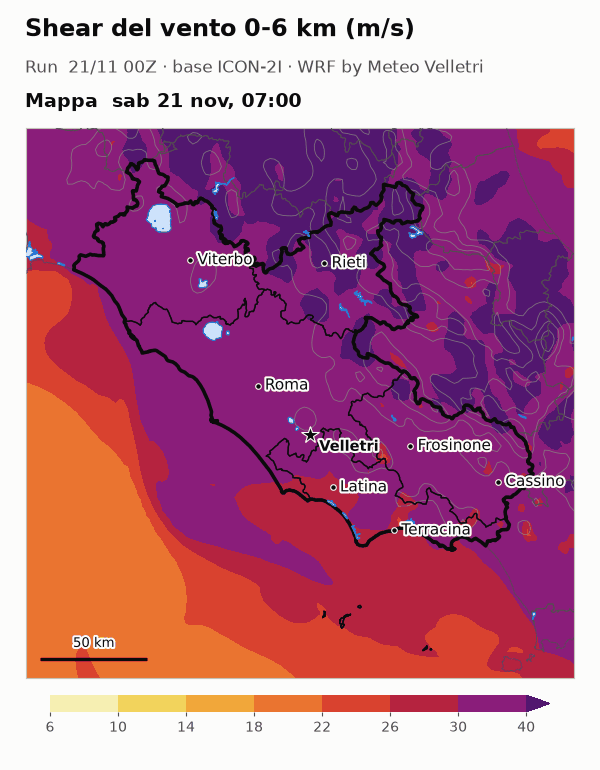 Shear del vento 0-6 km (m/s)
Run 21/11 00Z · base ICON-2I · WRF by Meteo Velletri
Mappa sab 21 nov, 07:00
Viterbo
Rieti
Roma
Velletri
Frosinone
Cassino
Latina
Terracina
50 km
6 10 14 18 22 26 30 40